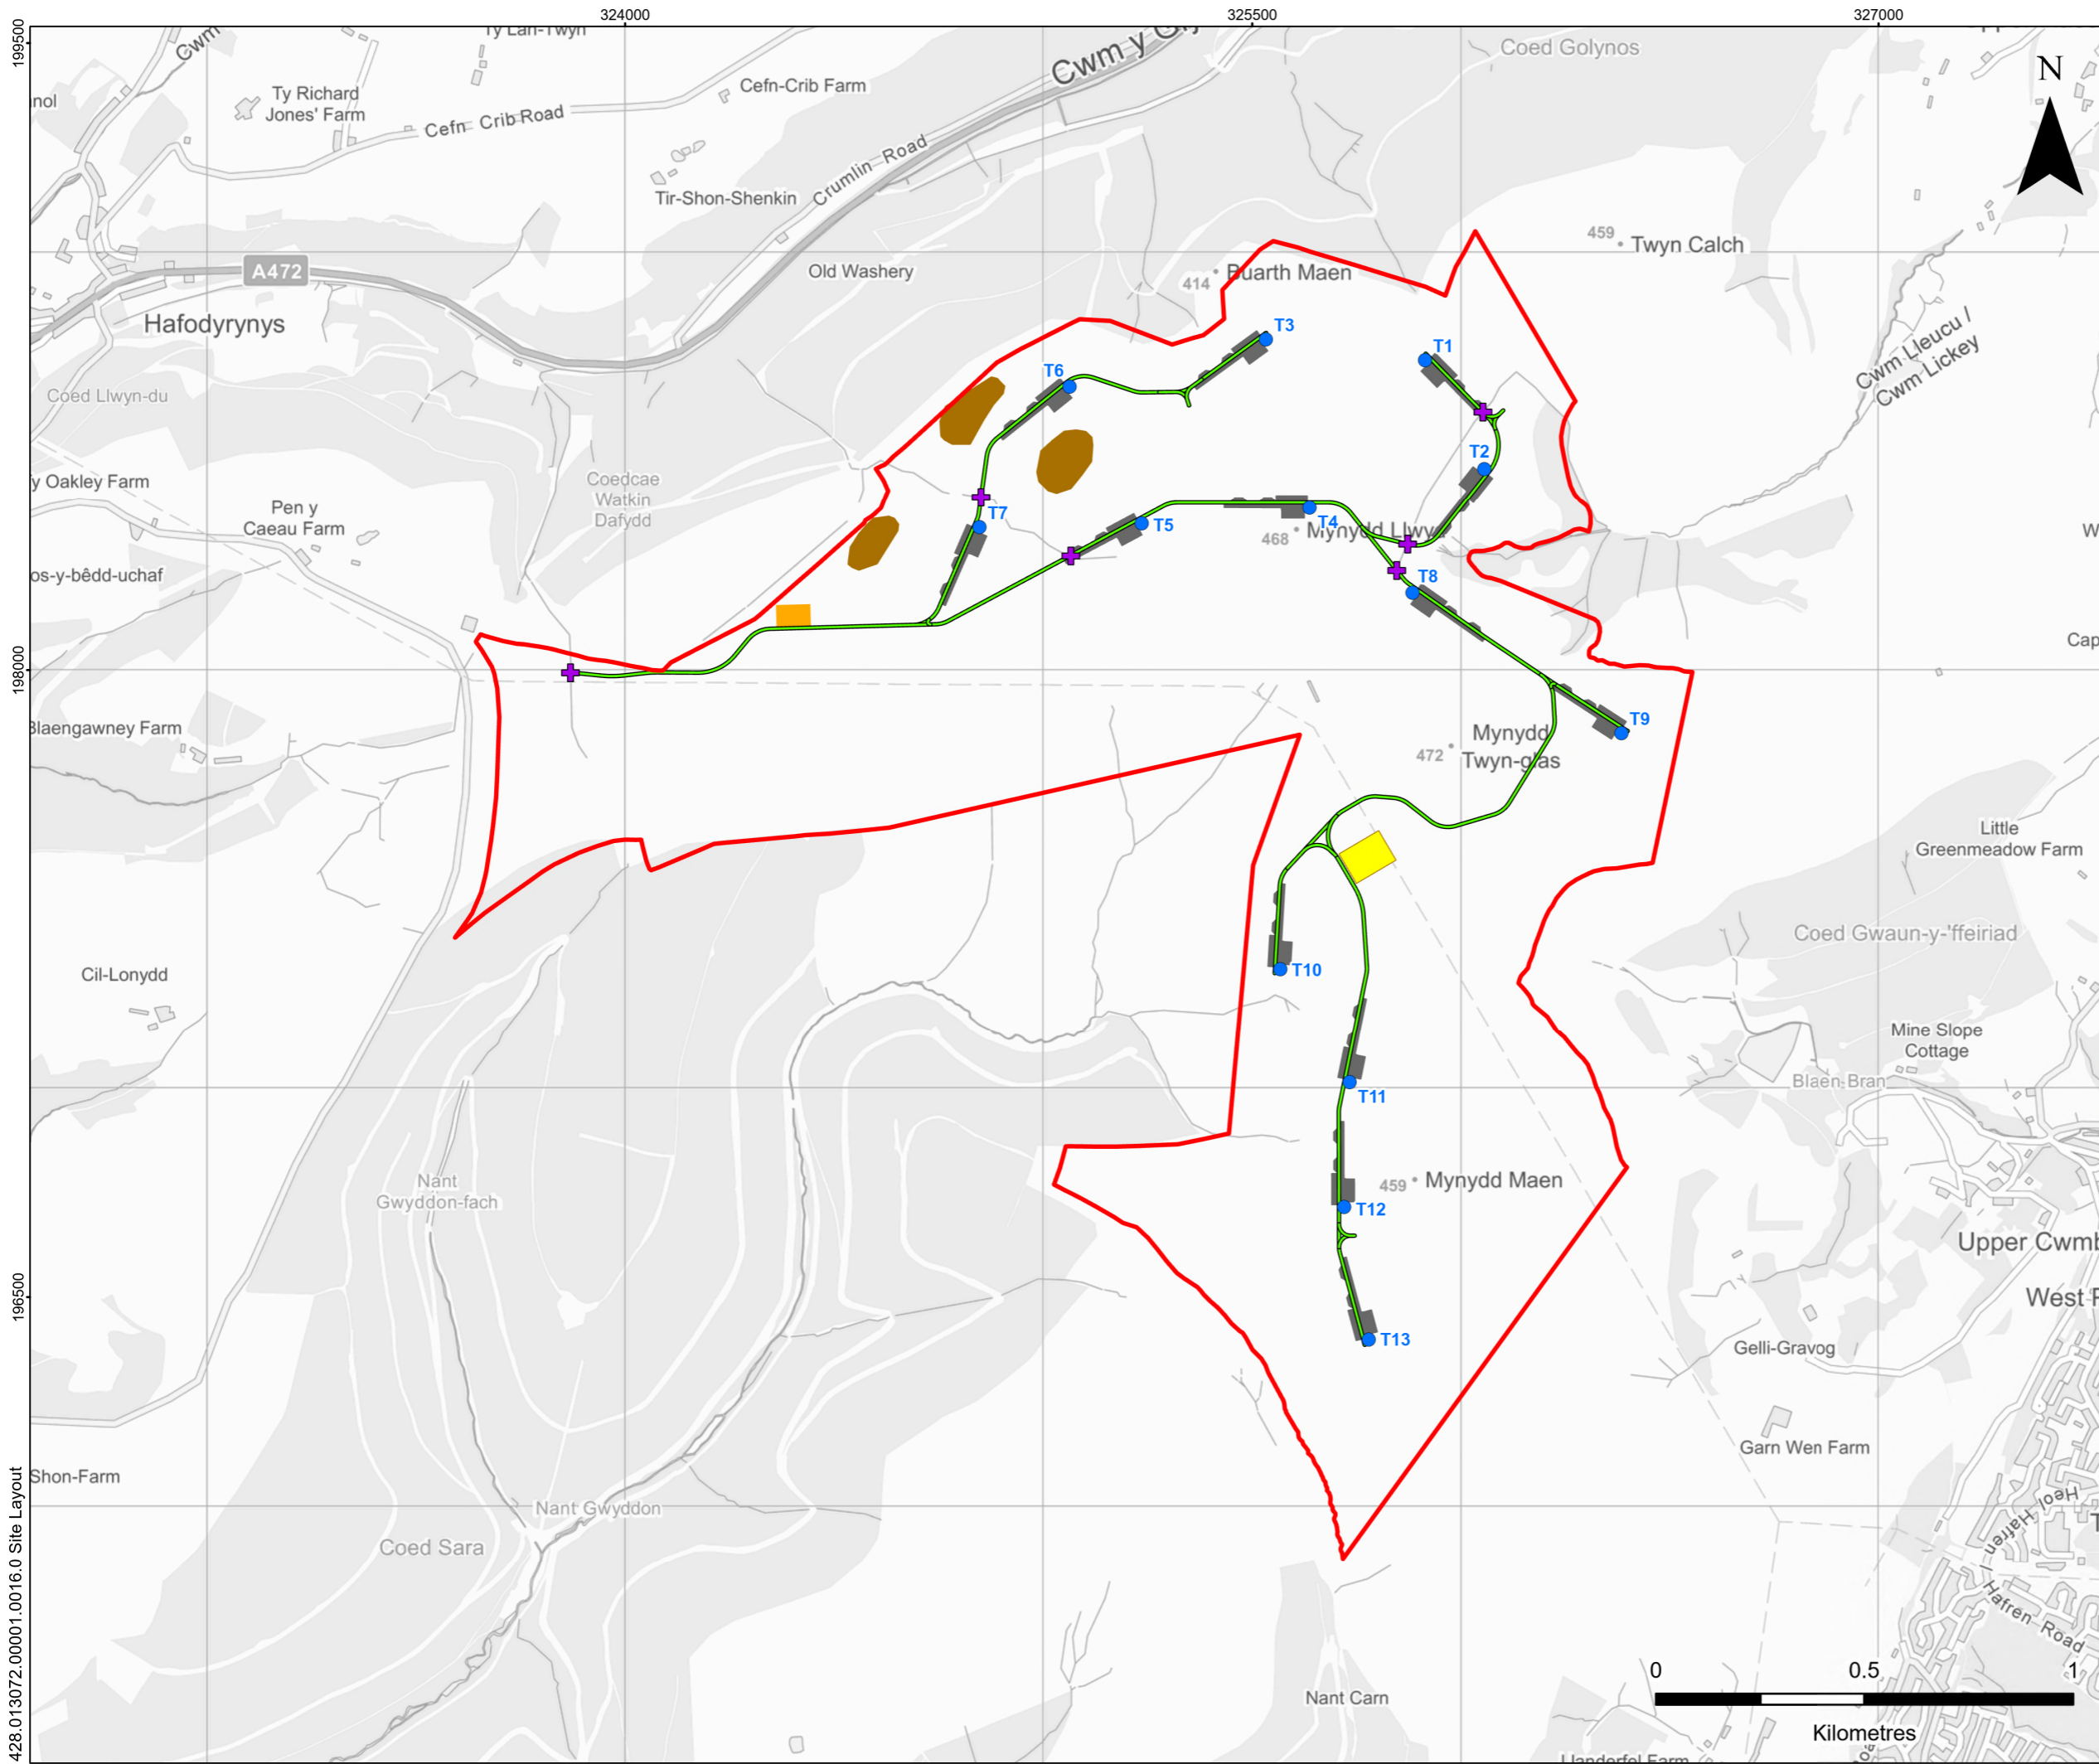 324000
325500
327000
199500
198000
196500
428.013072.00001.0016.0 Site Layout
Cwm
Ty Lan-Twyn
Cwm y Gly
Coed Golynos
N
Ty Richard
Jones' Farm
Cefn Crib Road
Cefn-Crib Farm
Crumlin Road
Tir-Shon-Shenkin
459
Twyn Calch
A472
Old Washery
414
Buarth Maen
Hafodyrynys
T3
T1
Cwm Lleucu /
Cwm Lickey
T6
Coed Llwyn-du
T2
y Oakley Farm
Pen y
Caeau Farm
Coedcae
Watkin
Dafydd
T7
T5
T4
468
Mynydd Llwyd
os-y-bêdd-uchaf
T8
Cap
Blaengawney Farm
T9
472
Mynydd
Twyn-glas
Little
Greenmeadow Farm
Coed Gwaun-y-'ffeiriad
Cil-Lonydd
T10
Mine Slope
Cottage
Blaen-Bran
T11
Nant
Gwyddon-fach
459
Mynydd Maen
T12
Upper Cwmb
West P
T13
Gelli-Gravog
Shon-Farm
Garn Wen Farm
Nant Gwyddon
Coed Sara
Heol Hafren /
Hafren Road
0
0.5
1
Nant Carn
Kilometres
Llanderfel Farm